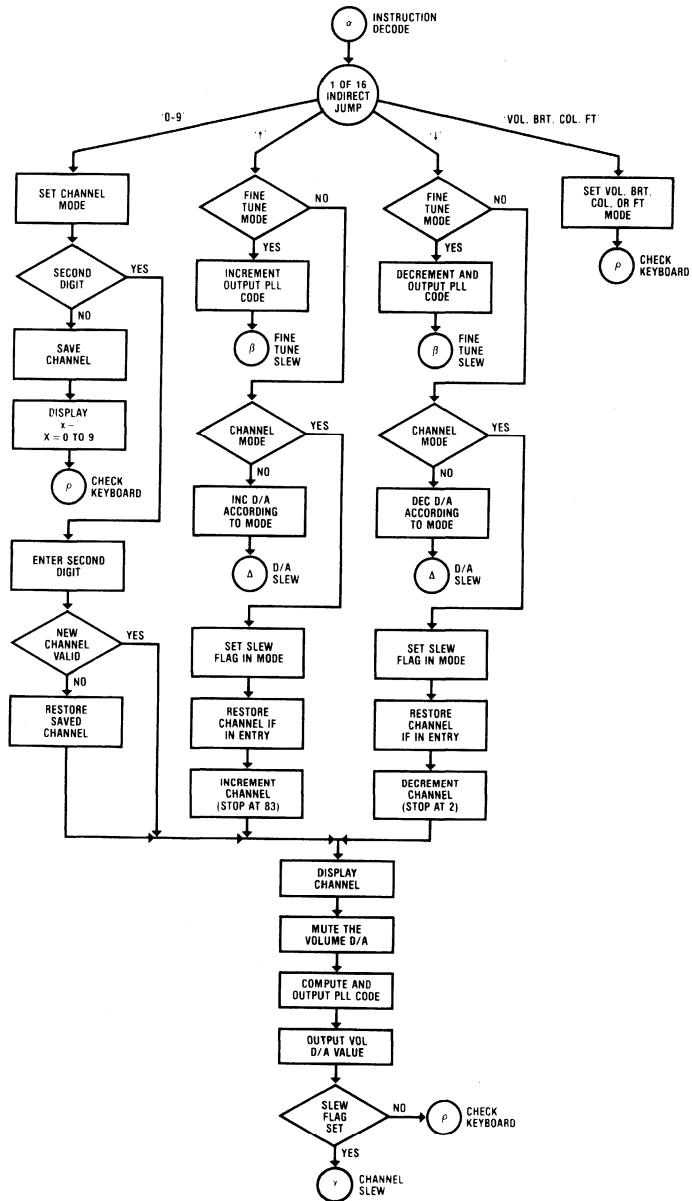 α
INSTRUCTION
DECODE
1 OF 16
INDIRECT
JUMP
'0-9'
'↑'
'↓'
'VOL. BRT. COL. FT'
SET CHANNEL
MODE
SECOND
DIGIT
YES
NO
SAVE
CHANNEL
DISPLAY
x –
X = 0 TO 9
ρ
CHECK
KEYBOARD
ENTER SECOND
DIGIT
NEW
CHANNEL
VALID
YES
NO
RESTORE
SAVED
CHANNEL
FINE
TUNE
MODE
NO
YES
INCREMENT
OUTPUT PLL
CODE
β
FINE
TUNE
SLEW
CHANNEL
MODE
YES
NO
INC D/A
ACCORDING
TO MODE
Δ
D/A
SLEW
SET SLEW
FLAG IN MODE
RESTORE
CHANNEL IF
IN ENTRY
INCREMENT
CHANNEL
(STOP AT 83)
FINE
TUNE
MODE
NO
YES
DECREMENT AND
OUTPUT PLL
CODE
β
FINE
TUNE
SLEW
CHANNEL
MODE
YES
NO
DEC D/A
ACCORDING
TO MODE
Δ
D/A
SLEW
SET SLEW
FLAG IN MODE
RESTORE
CHANNEL
IF IN ENTRY
DECREMENT
CHANNEL
(STOP AT 2)
SET VOL. BRT.
COL. OR FT
MODE
ρ
CHECK
KEYBOARD
DISPLAY
CHANNEL
MUTE THE
VOLUME D/A
COMPUTE AND
OUTPUT PLL CODE
OUTPUT VOL
D/A VALUE
SLEW
FLAG
SET
NO
ρ
CHECK
KEYBOARD
YES
γ
CHANNEL
SLEW